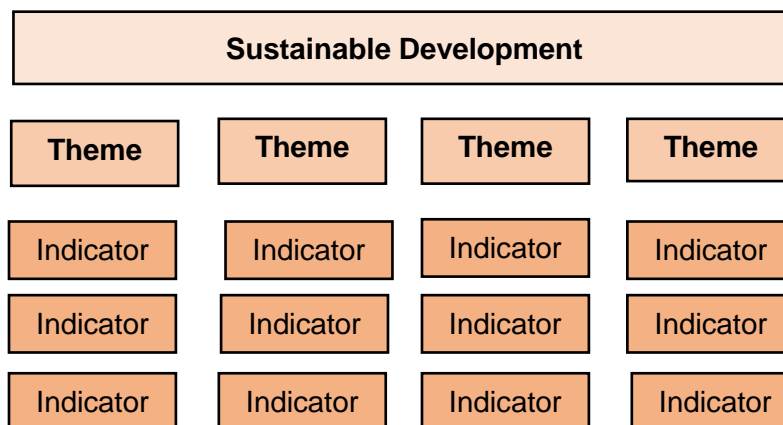 Sustainable Development
Theme Theme Theme Theme
Indicator Indicator Indicator Indicator
Indicator Indicator Indicator Indicator
Indicator Indicator Indicator Indicator